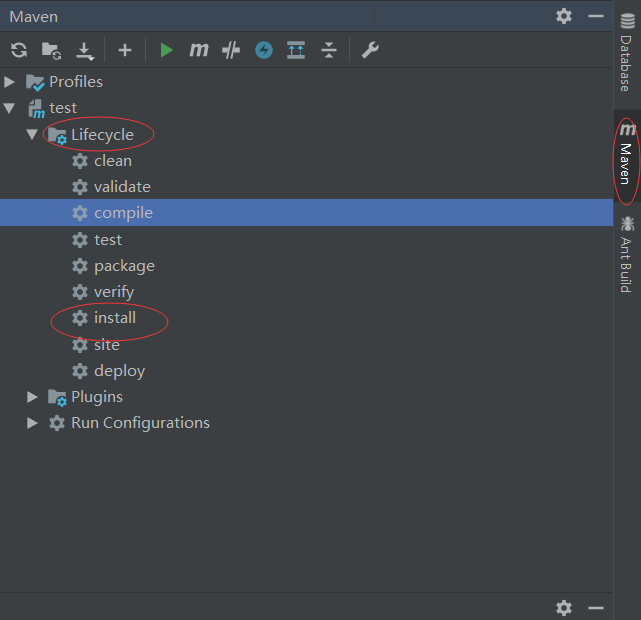 Maven
Profiles
test
Lifecycle
clean
validate
compile
test
package
verify
install
site
deploy
Plugins
Run Configurations
Database
m
Maven
Ant Build